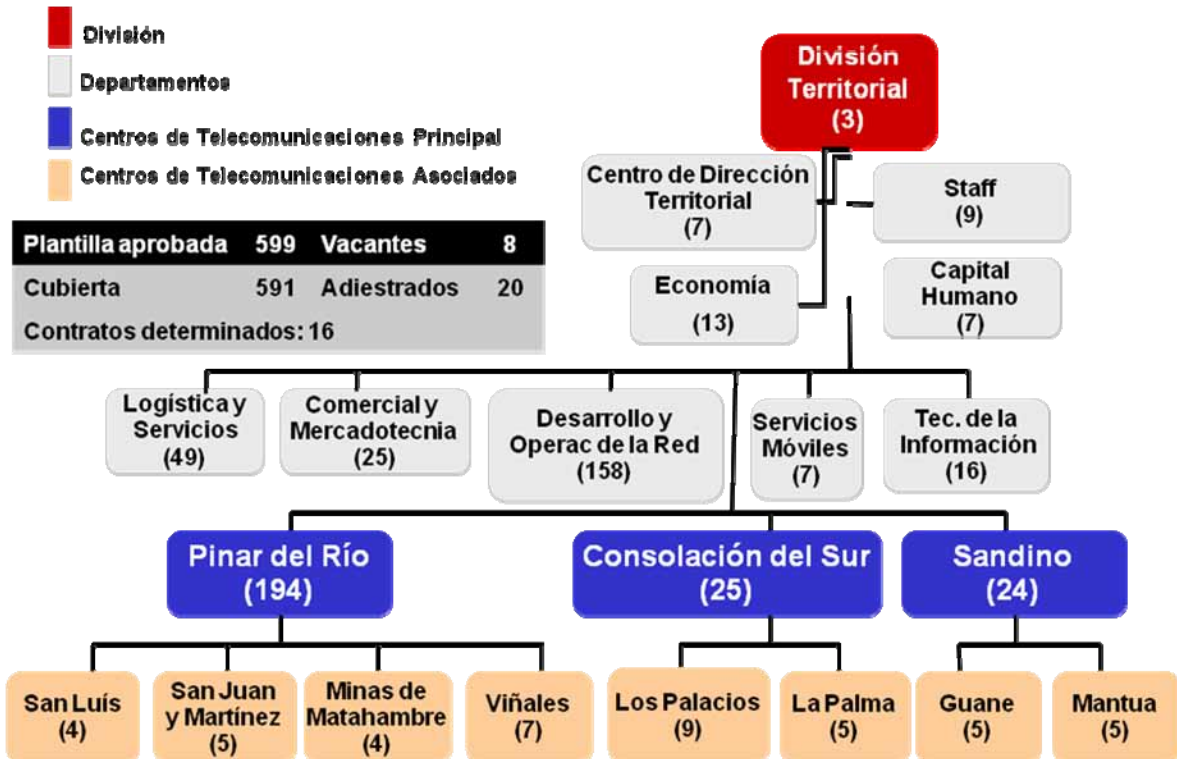 División
Departamentos
Centros de Telecomunicaciones Principal
Centros de Telecomunicaciones Asociados
División
Territorial
(3)
Centro de Dirección
Territorial
(7)
Staff
(9)
Plantilla aprobada 599 Vacantes 8
Cubierta 591 Adiestrados 20
Contratos determinados: 16
Economía
(13)
Capital
Humano
(7)
Logística y
Servicios
(49)
Comercial y
Mercadotecnia
(25)
Desarrollo y
Operac de la Red
(158)
Servicios
Móviles
(7)
Tec. de la
Información
(16)
Pinar del Río
(194)
Consolación del Sur
(25)
Sandino
(24)
San Luís
(4)
San Juan
y Martínez
(5)
Minas de
Matahambre
(4)
Viñales
(7)
Los Palacios
(9)
La Palma
(5)
Guane
(5)
Mantua
(5)